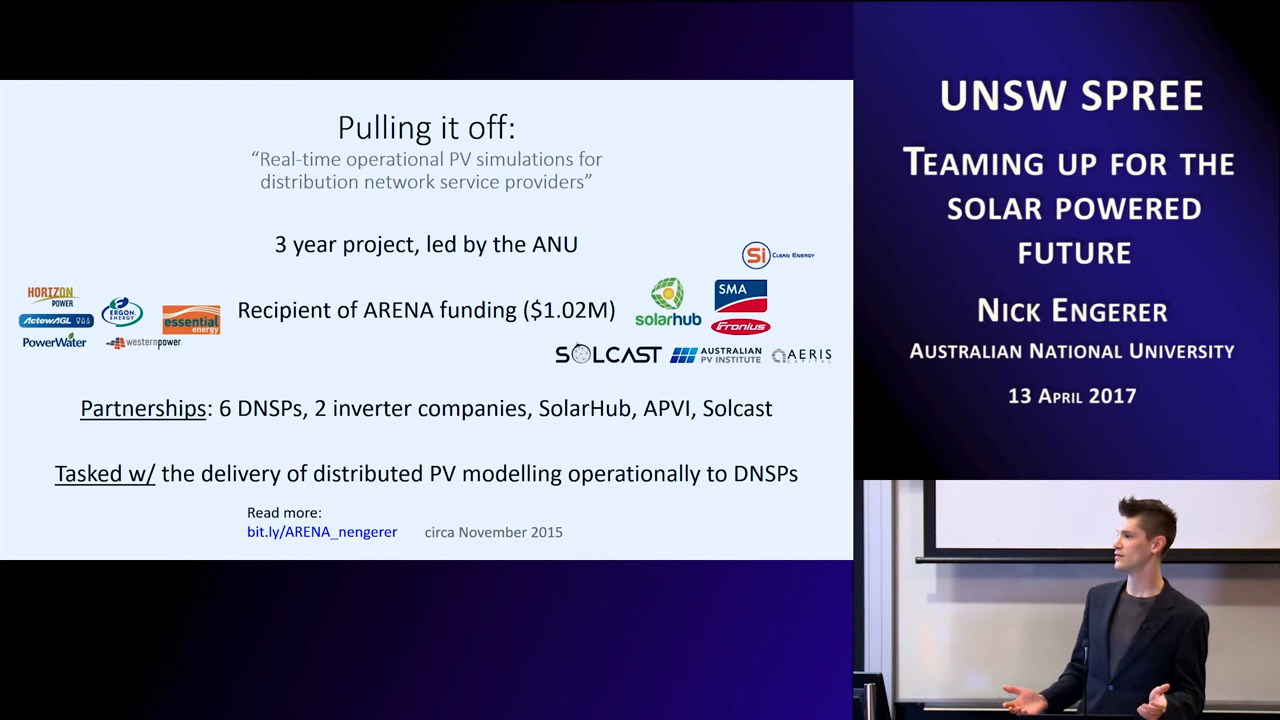 Pulling it off:
“Real-time operational PV simulations for
distribution network service providers”
3 year project, led by the ANU
Si CLEAN ENERGY
HORIZON
POWER
ERGON.
ENERGY
ActewAGL
essential
energy
PowerWater
westernpower
Recipient of ARENA funding ($1.02M)
solarhub
SMA
Fronius
SOLCAST
AUSTRALIAN
PV INSTITUTE
AERIS
CAPITAL
Partnerships: 6 DNSPs, 2 inverter companies, SolarHub, APVI, Solcast
Tasked w/ the delivery of distributed PV modelling operationally to DNSPs
Read more:
bit.ly/ARENA_nengerer
circa November 2015
UNSW SPREE
TEAMING UP FOR THE
SOLAR POWERED
FUTURE
NICK ENGERER
AUSTRALIAN NATIONAL UNIVERSITY
13 APRIL 2017